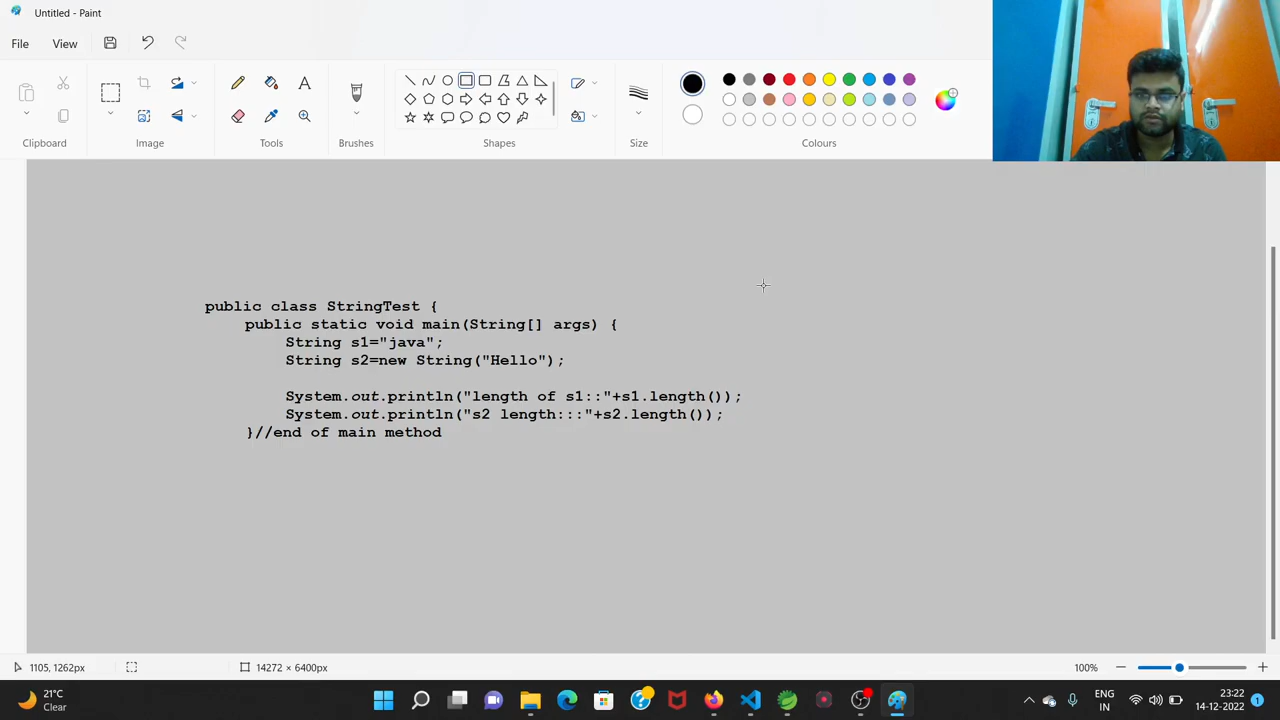 Untitled - Paint
File View
Clipboard
Image
Tools
Brushes
Shapes
Size
Colours
public class StringTest {
public static void main(String[] args) {
String s1="java";
String s2=new String("Hello");
System.out.println("length of s1::"+s1.length());
System.out.println("s2 length:::"+s2.length());
}//end of main method
1105, 1262px
14272 × 6400px
100%
21°C
Clear
ENG
IN
23:22
14-12-2022
1